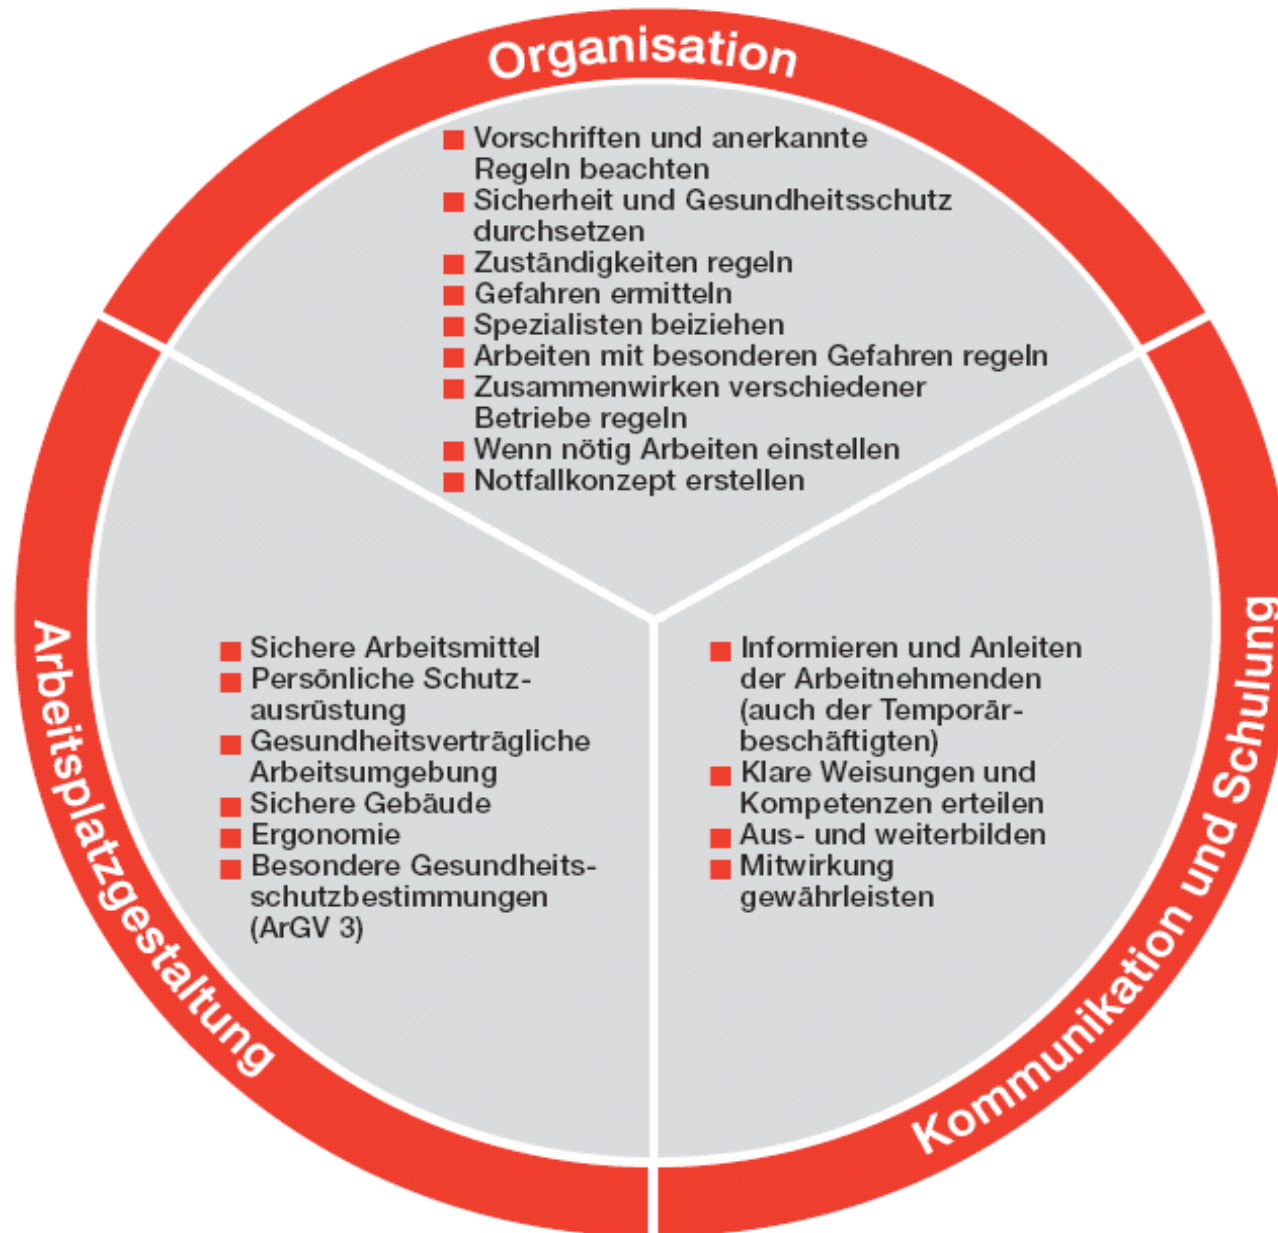 Organisation
Vorschriften und anerkannte
Regeln beachten
Sicherheit und Gesundheitsschutz
durchsetzen
Zuständigkeiten regeln
Gefahren ermitteln
Spezialisten beiziehen
Arbeiten mit besonderen Gefahren regeln
Zusammenwirken verschiedener
Betriebe regeln
Wenn nötig Arbeiten einstellen
Notfallkonzept erstellen
Arbeitsplatzgestaltung
Sichere Arbeitsmittel
Persönliche Schutz-
ausrüstung
Gesundheitsverträgliche
Arbeitsumgebung
Sichere Gebäude
Ergonomie
Besondere Gesundheits-
schutzbestimmungen
(ArGV 3)
Informieren und Anleiten
der Arbeitnehmenden
(auch der Temporär-
beschäftigten)
Klare Weisungen und
Kompetenzen erteilen
Aus- und weiterbilden
Mitwirkung
gewährleisten
Kommunikation und Schulung